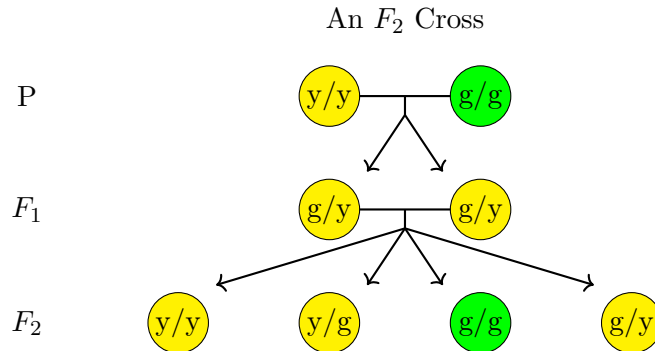 An F₂ Cross
P y/y g/g
F₁ g/y g/y
F₂ y/y y/g g/g g/y